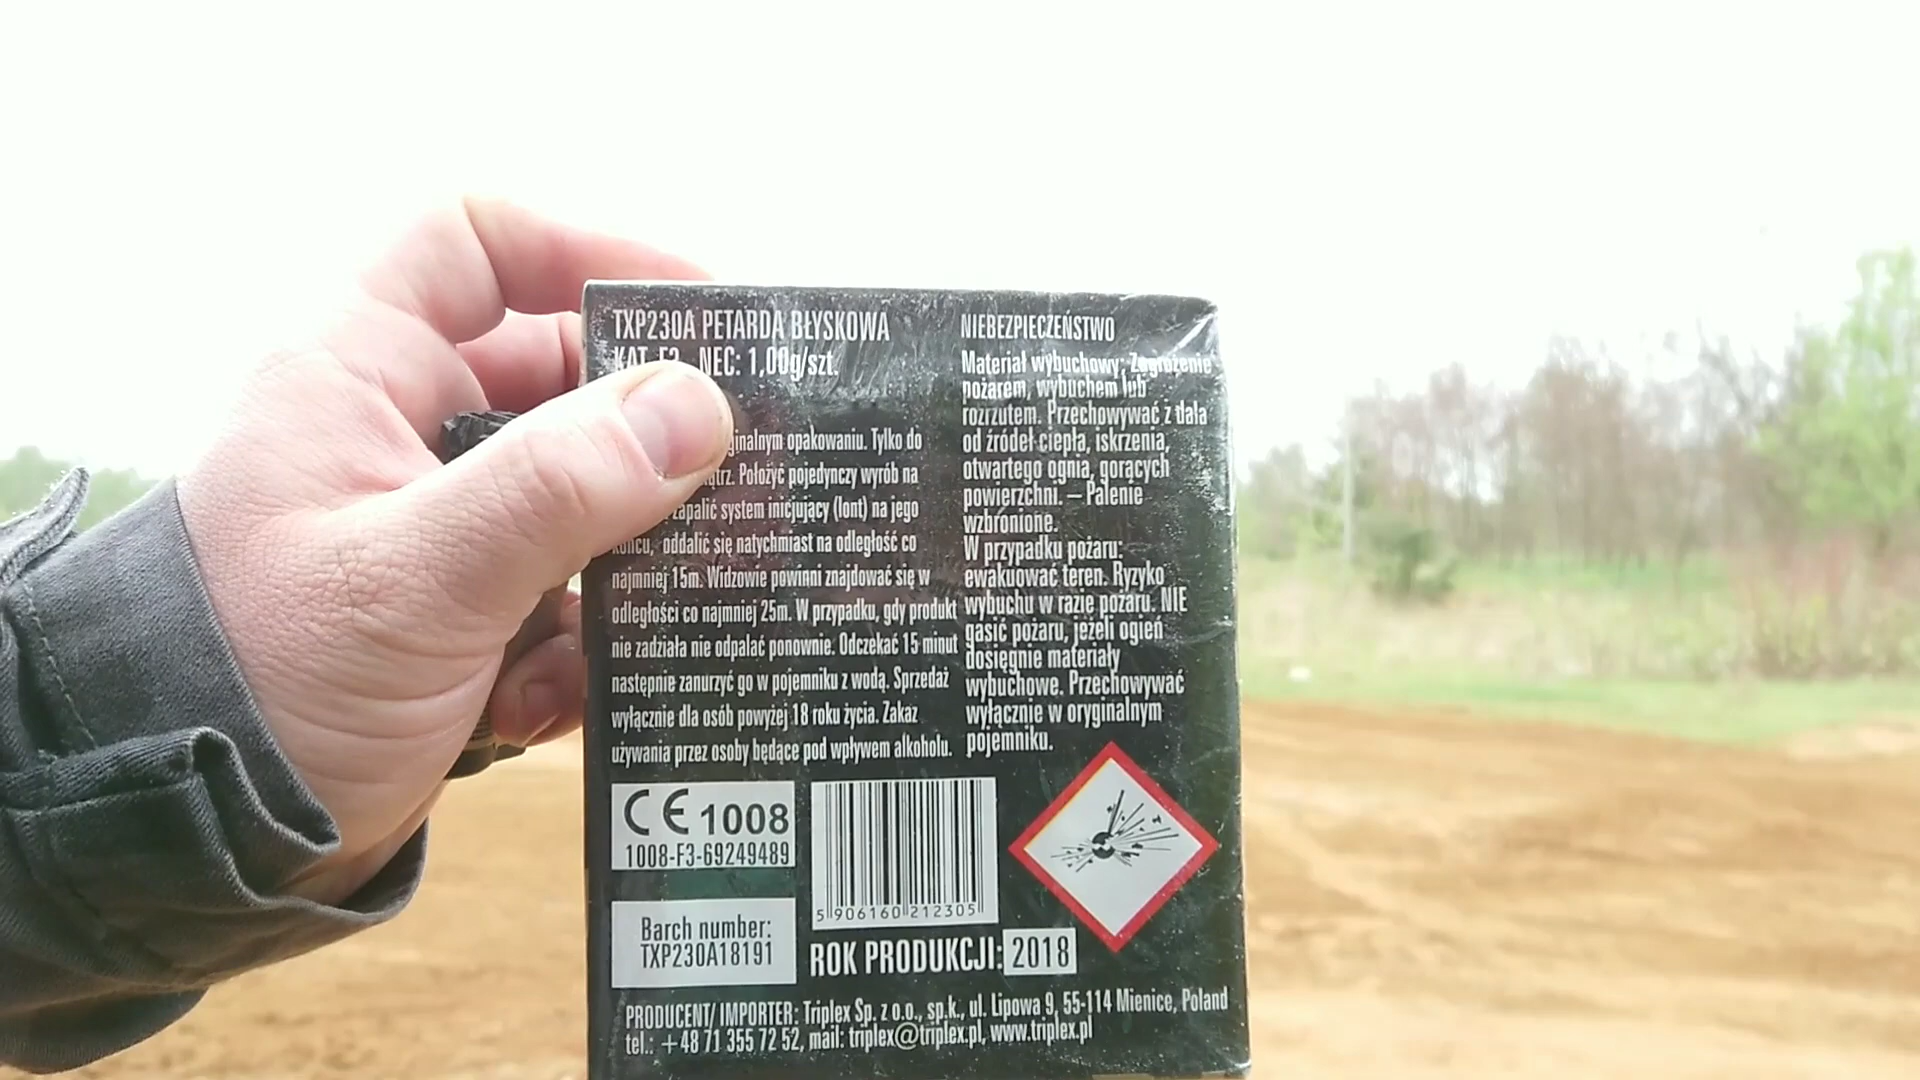 TXP230A PETARDA BŁYSKOWA
KAT. F3 NEC: 1,00g/szt.
opakowaniu. Tylko do
Położyć pojedynczy wyrób na
zapalić system inicjujący (lont) na jego
końcu, oddalić się natychmiast na odległość co
najmniej 15m. Widzowie powinni znajdować się w
odległości co najmniej 25m. W przypadku, gdy produkt
nie zadziała nie odpalać ponownie. Odczekać 15 minut
następnie zanurzyć go w pojemniku z wodą. Sprzedaż
wyłącznie dla osób powyżej 18 roku życia. Zakaz
używania przez osoby będące pod wpływem alkoholu.
NIEBEZPIECZEŃSTWO
Materiał wybuchowy; Zagrożenie
pożarem, wybuchem lub
rozrzutem. Przechowywać z dala
od źródeł ciepła, iskrzenia,
otwartego ognia, gorących
powierzchni. – Palenie
wzbronione.
W przypadku pożaru:
ewakuować teren. Ryzyko
wybuchu w razie pożaru. NIE
gasić pożaru, jeżeli ogień
dosięgnie materiały
wybuchowe. Przechowywać
wyłącznie w oryginalnym
pojemniku.
CE 1008
1008-F3-69249489
Barch number:
TXP230A18191
5 906160 212305
ROK PRODUKCJI: 2018
PRODUCENT/ IMPORTER: Triplex Sp. z o.o., sp.k., ul. Lipowa 9, 55-114 Mienice, Poland
tel.: +48 71 355 72 52, mail: triplex@triplex.pl, www.triplex.pl